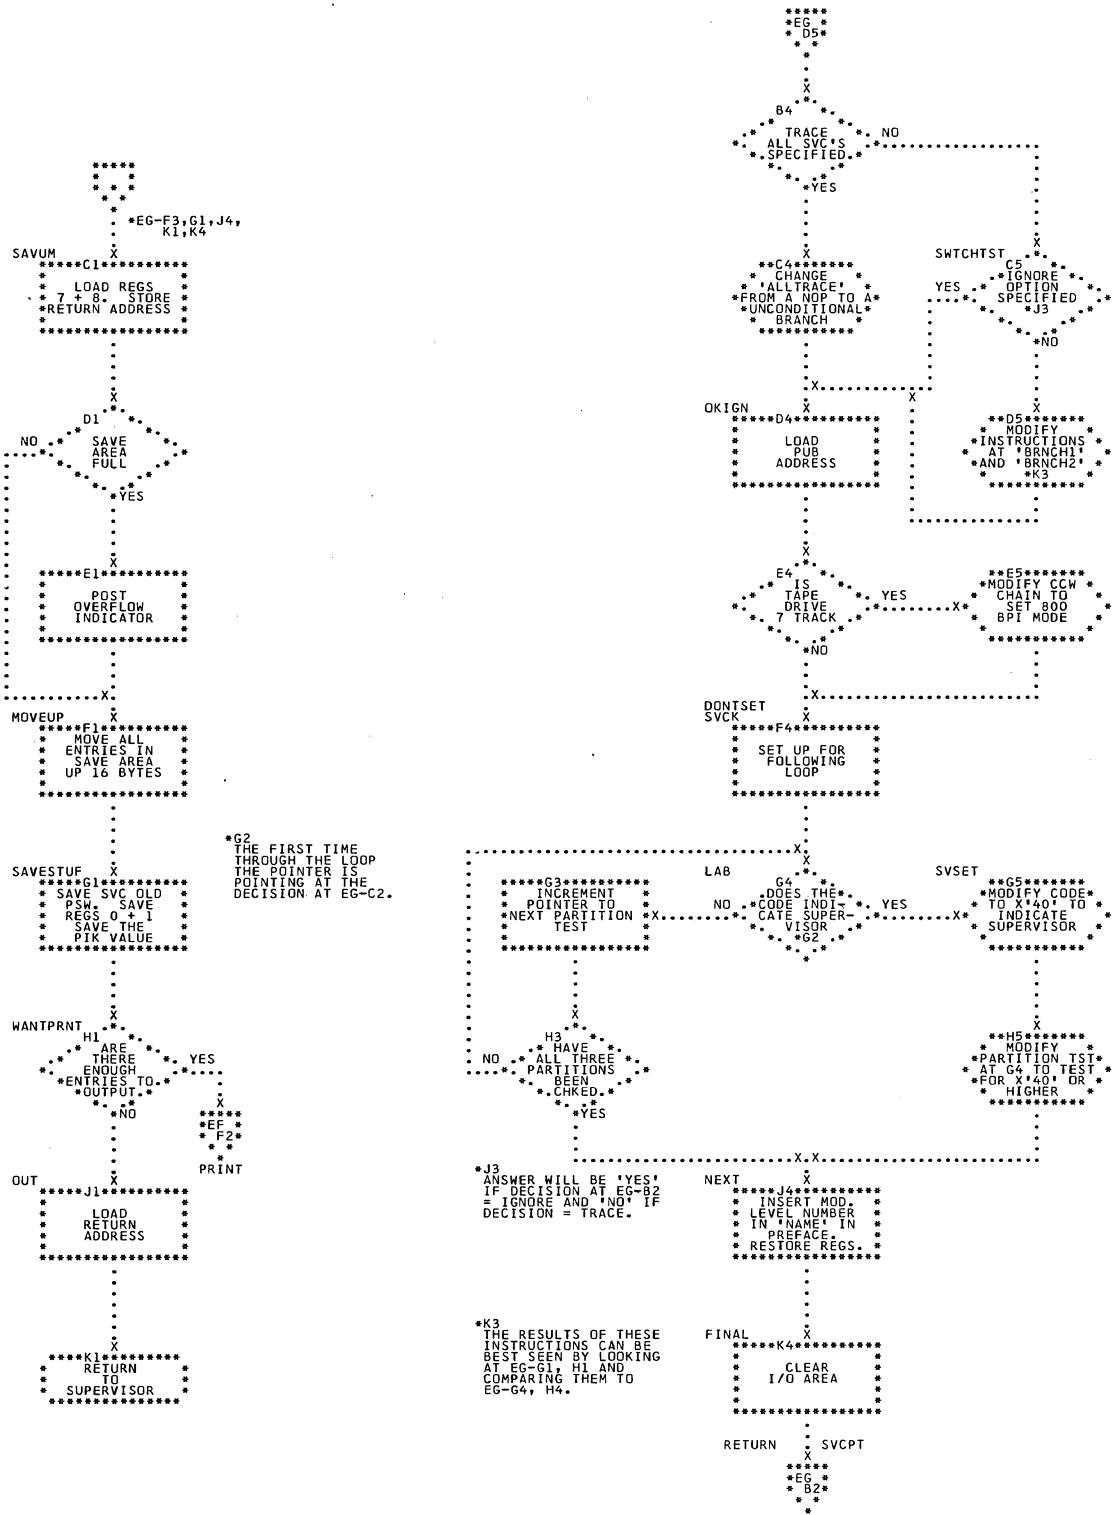 *EG-F3,G1,J4,
K1,K4
SAVUM
C1
LOAD REGS
7 + 8. STORE
RETURN ADDRESS
D1
NO
SAVE
AREA
FULL
YES
E1
POST
OVERFLOW
INDICATOR
MOVEUP
F1
MOVE ALL
ENTRIES IN
SAVE AREA
UP 16 BYTES
SAVESTUF
G1
SAVE SVC OLD
PSW. SAVE
REGS 0 + 1
SAVE THE
PIK VALUE
*G2
THE FIRST TIME
THROUGH THE LOOP
THE POINTER IS
POINTING AT THE
DECISION AT EG-C2.
WANTPRNT
H1
ARE
THERE
ENOUGH
ENTRIES TO
OUTPUT.
YES
NO
EF
F2
PRINT
OUT
J1
LOAD
RETURN
ADDRESS
K1
RETURN
TO
SUPERVISOR
EG
D5
B4
TRACE
ALL SVC'S
SPECIFIED.
NO
YES
C4
CHANGE
'ALLTRACE'
FROM A NOP TO A
UNCONDITIONAL
BRANCH
SWTCHTST
C5
IGNORE
OPTION
SPECIFIED
*J3
YES
NO
OKIGN
D4
LOAD
PUB
ADDRESS
D5
MODIFY
INSTRUCTIONS
AT 'BRNCH1'
AND 'BRNCH2'
*K3
E4
IS
TAPE
DRIVE
7 TRACK
YES
NO
E5
MODIFY CCW
CHAIN TO
SET 800
BPI MODE
DONTSET
SVCK
F4
SET UP FOR
FOLLOWING
LOOP
G3
INCREMENT
POINTER TO
NEXT PARTITION
TEST
LAB
G4
DOES THE
CODE INDI-
CATE SUPER-
VISOR
*G2
NO
YES
SVSET
G5
MODIFY CODE
TO X'40' TO
INDICATE
SUPERVISOR
H3
HAVE
ALL THREE
PARTITIONS
BEEN
CHKED.
NO
YES
H5
MODIFY
PARTITION TST
AT G4 TO TEST
FOR X'40' OR
HIGHER
*J3
ANSWER WILL BE 'YES'
IF DECISION AT EG-B2
= IGNORE AND 'NO' IF
DECISION = TRACE.
NEXT
J4
INSERT MOD.
LEVEL NUMBER
IN 'NAME' IN
PREFACE.
RESTORE REGS.
*K3
THE RESULTS OF THESE
INSTRUCTIONS CAN BE
BEST SEEN BY LOOKING
AT EG-G1, H1 AND
COMPARING THEM TO
EG-G4, H4.
FINAL
K4
CLEAR
I/O AREA
RETURN SVCPT
EG
B2